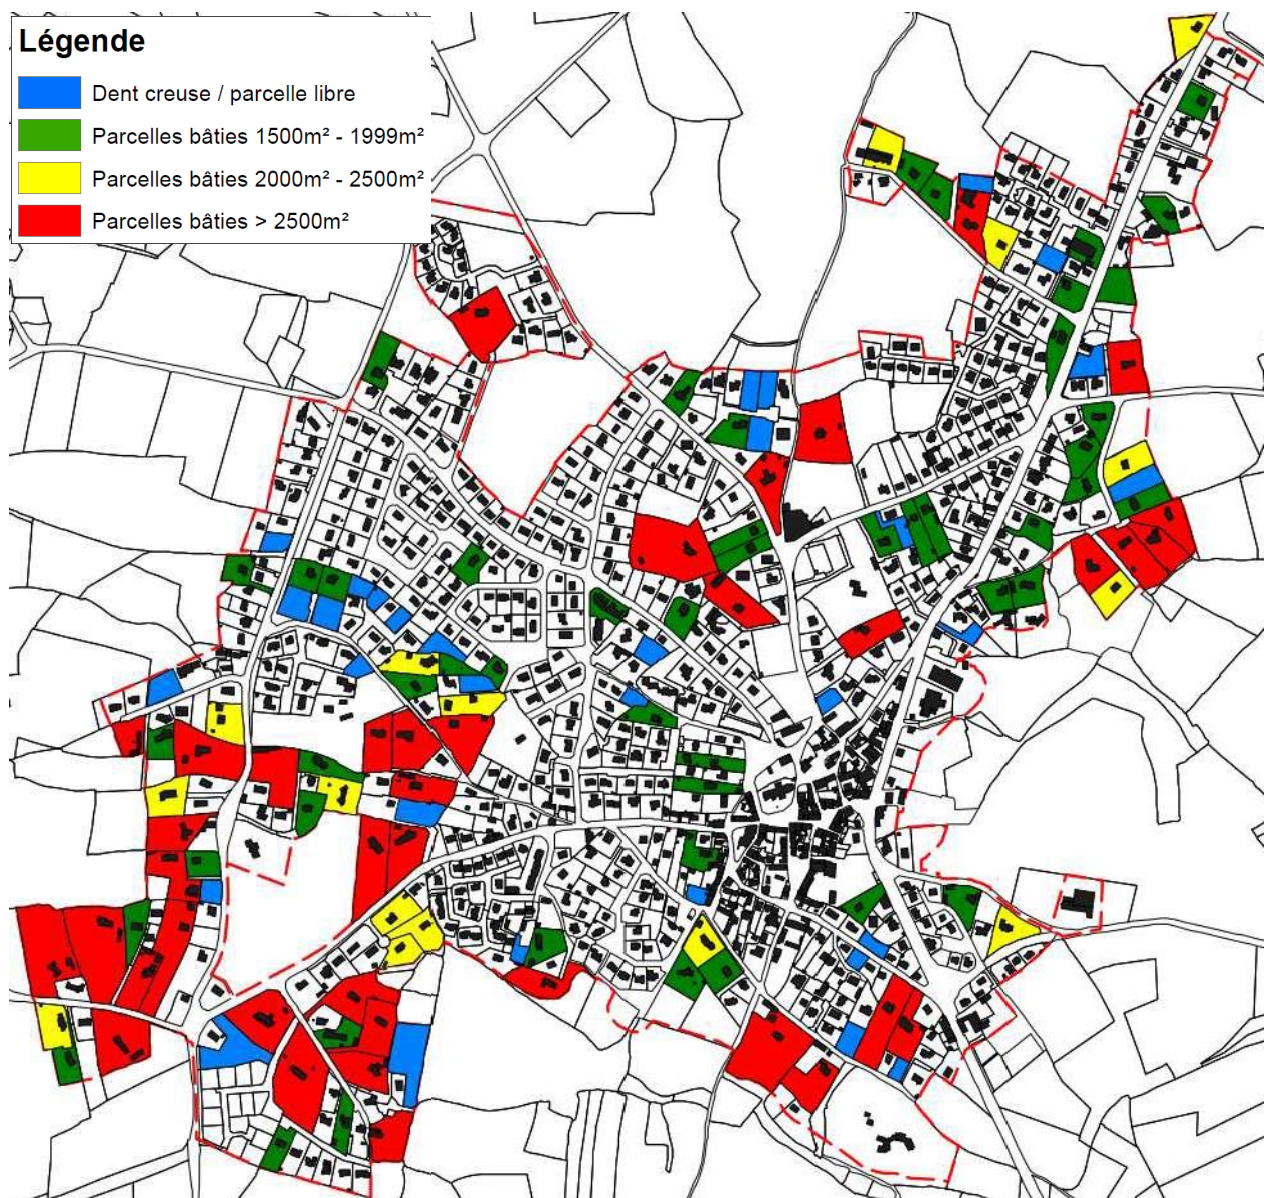 Légende
Dent creuse / parcelle libre
Parcelles bâties 1500m² - 1999m²
Parcelles bâties 2000m² - 2500m²
Parcelles bâties > 2500m²